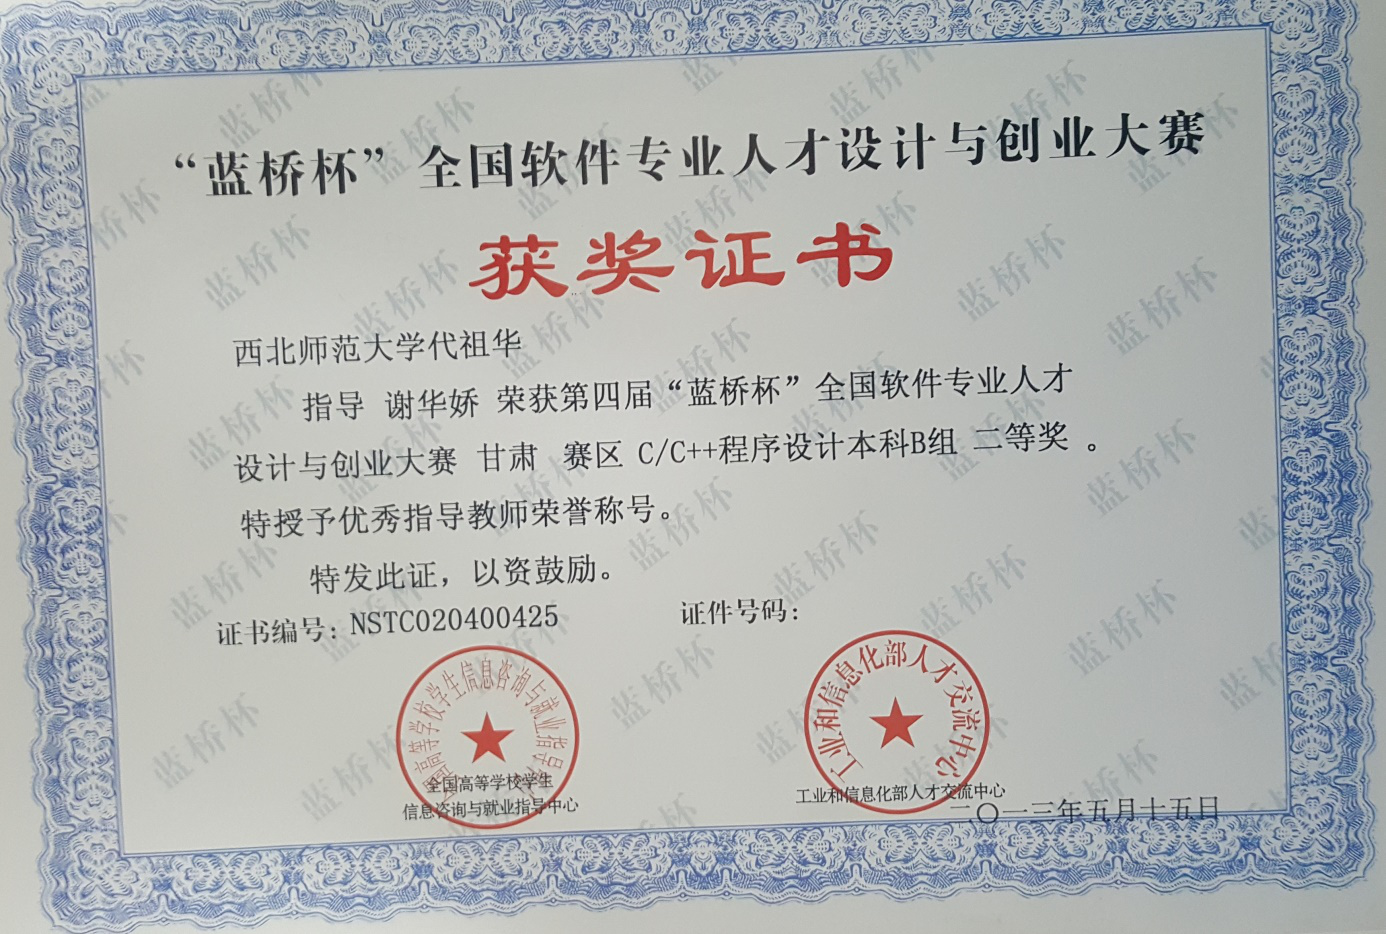 “蓝桥杯”全国软件专业人才设计与创业大赛
获奖证书
西北师范大学代祖华
指导 谢华娇 荣获第四届“蓝桥杯”全国软件专业人才
设计与创业大赛 甘肃 赛区 C/C++程序设计本科B组 二等奖 。
特授予优秀指导教师荣誉称号。
特发此证，以资鼓励。
证书编号：NSTC020400425 证件号码：
全国高等学校学生信息咨询与就业指导中心
全国高等学校学生
信息咨询与就业指导中心
工业和信息化部人才交流中心
工业和信息化部人才交流中心
二〇一三年五月十五日
蓝桥杯